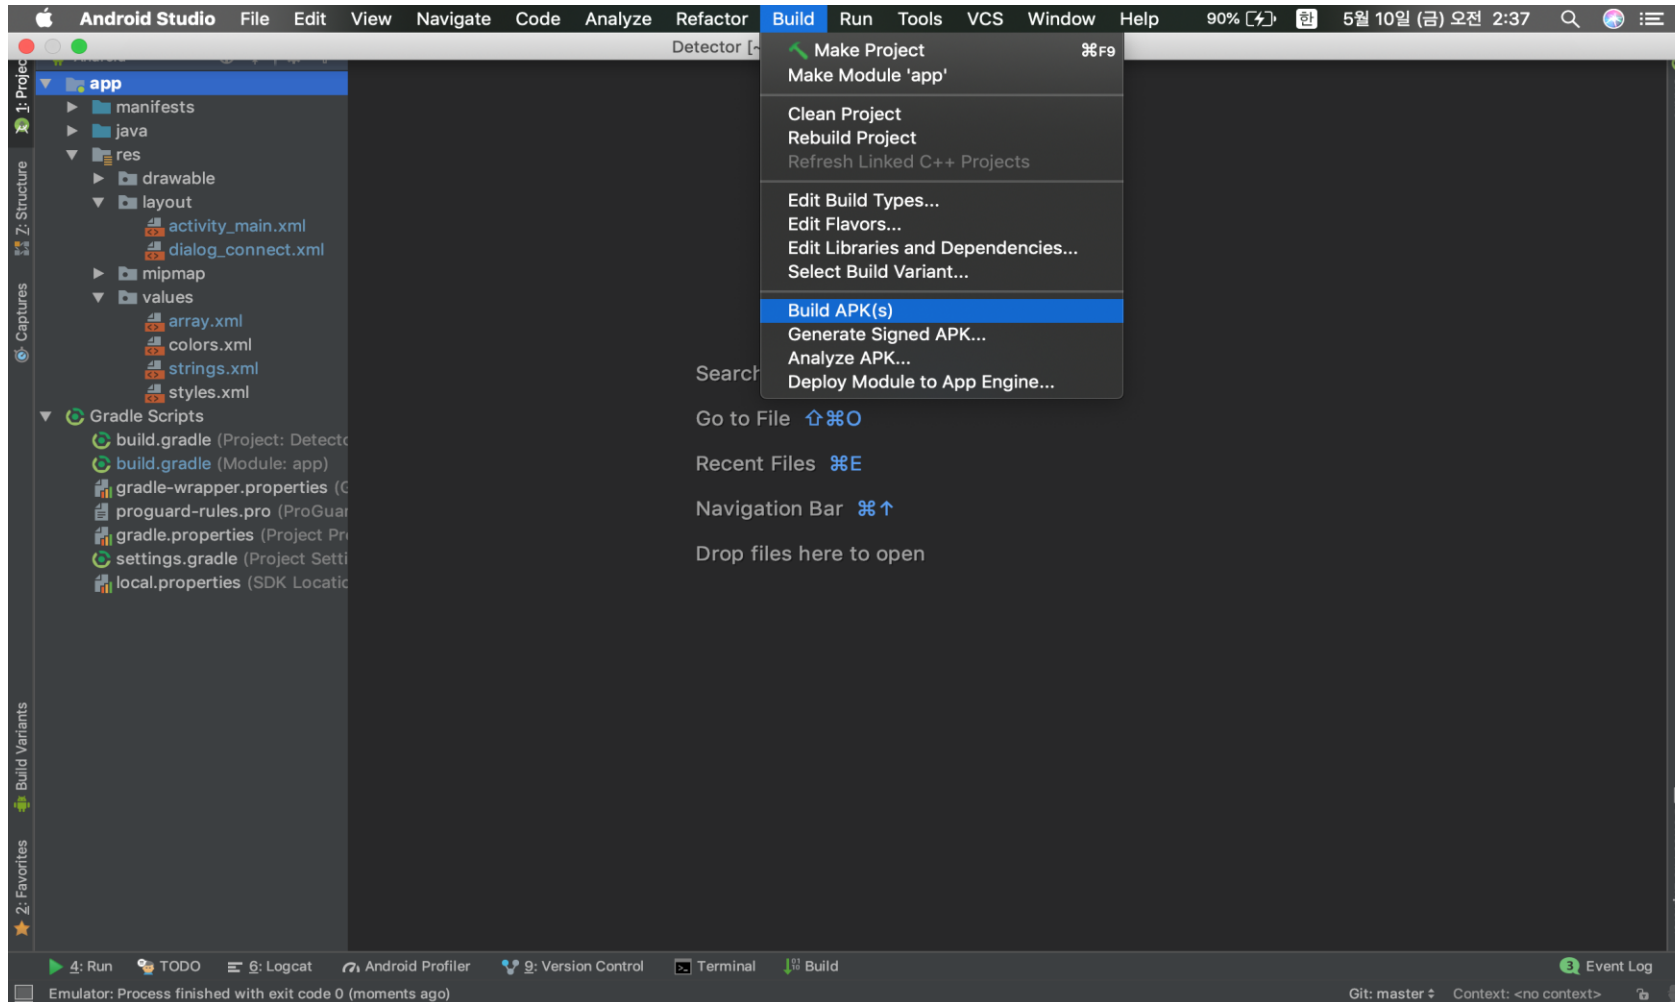 Android Studio File Edit View Navigate Code Analyze Refactor Build Run Tools VCS Window Help 90% 한 5월 10일 (금) 오전 2:37
Detector [~
Make Project ⌘F9
Make Module 'app'
Clean Project
Rebuild Project
Refresh Linked C++ Projects
Edit Build Types...
Edit Flavors...
Edit Libraries and Dependencies...
Select Build Variant...
Build APK(s)
Generate Signed APK...
Analyze APK...
Deploy Module to App Engine...
1: Project
7: Structure
Captures
Build Variants
2: Favorites
app
manifests
java
res
drawable
layout
activity_main.xml
dialog_connect.xml
mipmap
values
array.xml
colors.xml
strings.xml
styles.xml
Gradle Scripts
build.gradle (Project: Detecto
build.gradle (Module: app)
gradle-wrapper.properties (G
proguard-rules.pro (ProGuar
gradle.properties (Project Pr
settings.gradle (Project Setti
local.properties (SDK Locatio
Search
Go to File ⇧⌘O
Recent Files ⌘E
Navigation Bar ⌘↑
Drop files here to open
4: Run TODO 6: Logcat Android Profiler 9: Version Control Terminal Build 3 Event Log
Emulator: Process finished with exit code 0 (moments ago) Git: master Context: <no context>